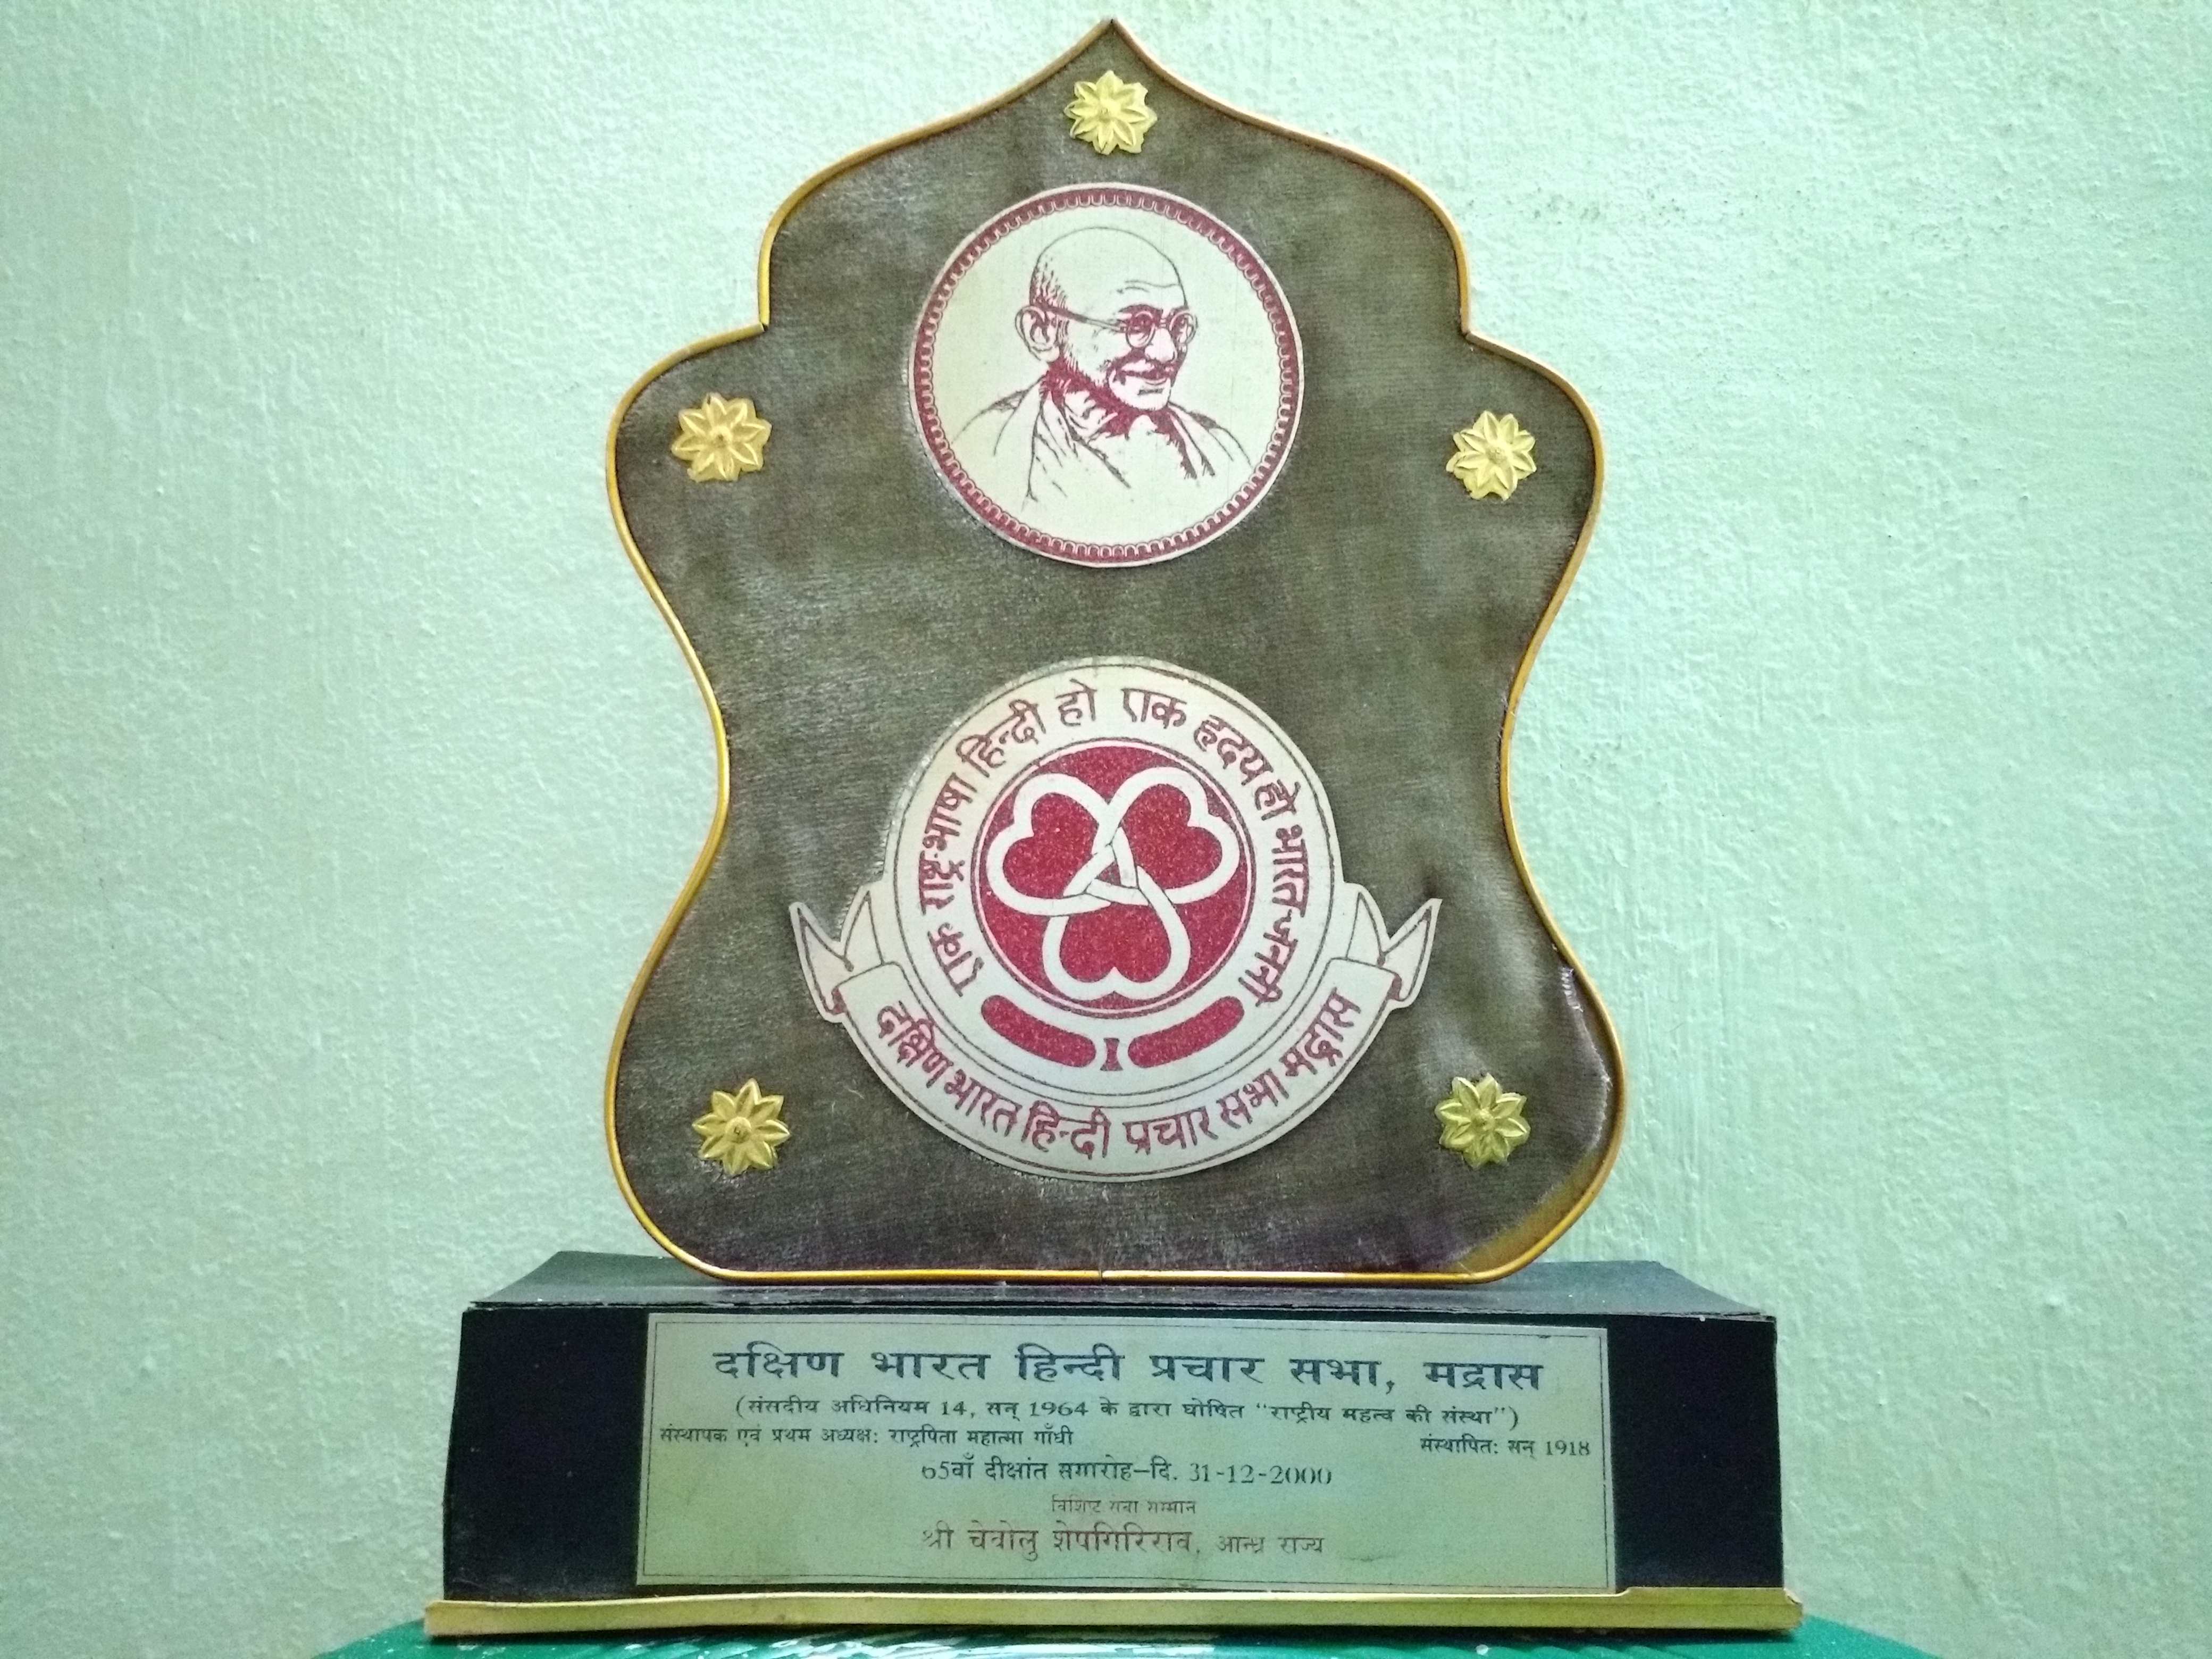 एक राष्ट्र-भाषा हिन्दी हो एक हृदय हो भारत-जननी
दक्षिण भारत हिन्दी प्रचार सभा मद्रास
दक्षिण भारत हिन्दी प्रचार सभा, मद्रास
(संसदीय अधिनियम 14, सन् 1964 के द्वारा घोषित "राष्ट्रीय महत्व की संस्था")
संस्थापक एवं प्रथम अध्यक्ष: राष्ट्रपिता महात्मा गाँधी संस्थापित: सन् 1918
65वाँ दीक्षांत समारोह–दि. 31-12-2000
विशिष्ट सेवा सम्मान
श्री चेवोलु शेषगिरिराव, आन्ध्र राज्य